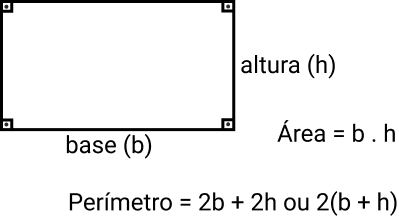 altura (h)
Área = b . h
base (b)
Perímetro = 2b + 2h ou 2(b + h)